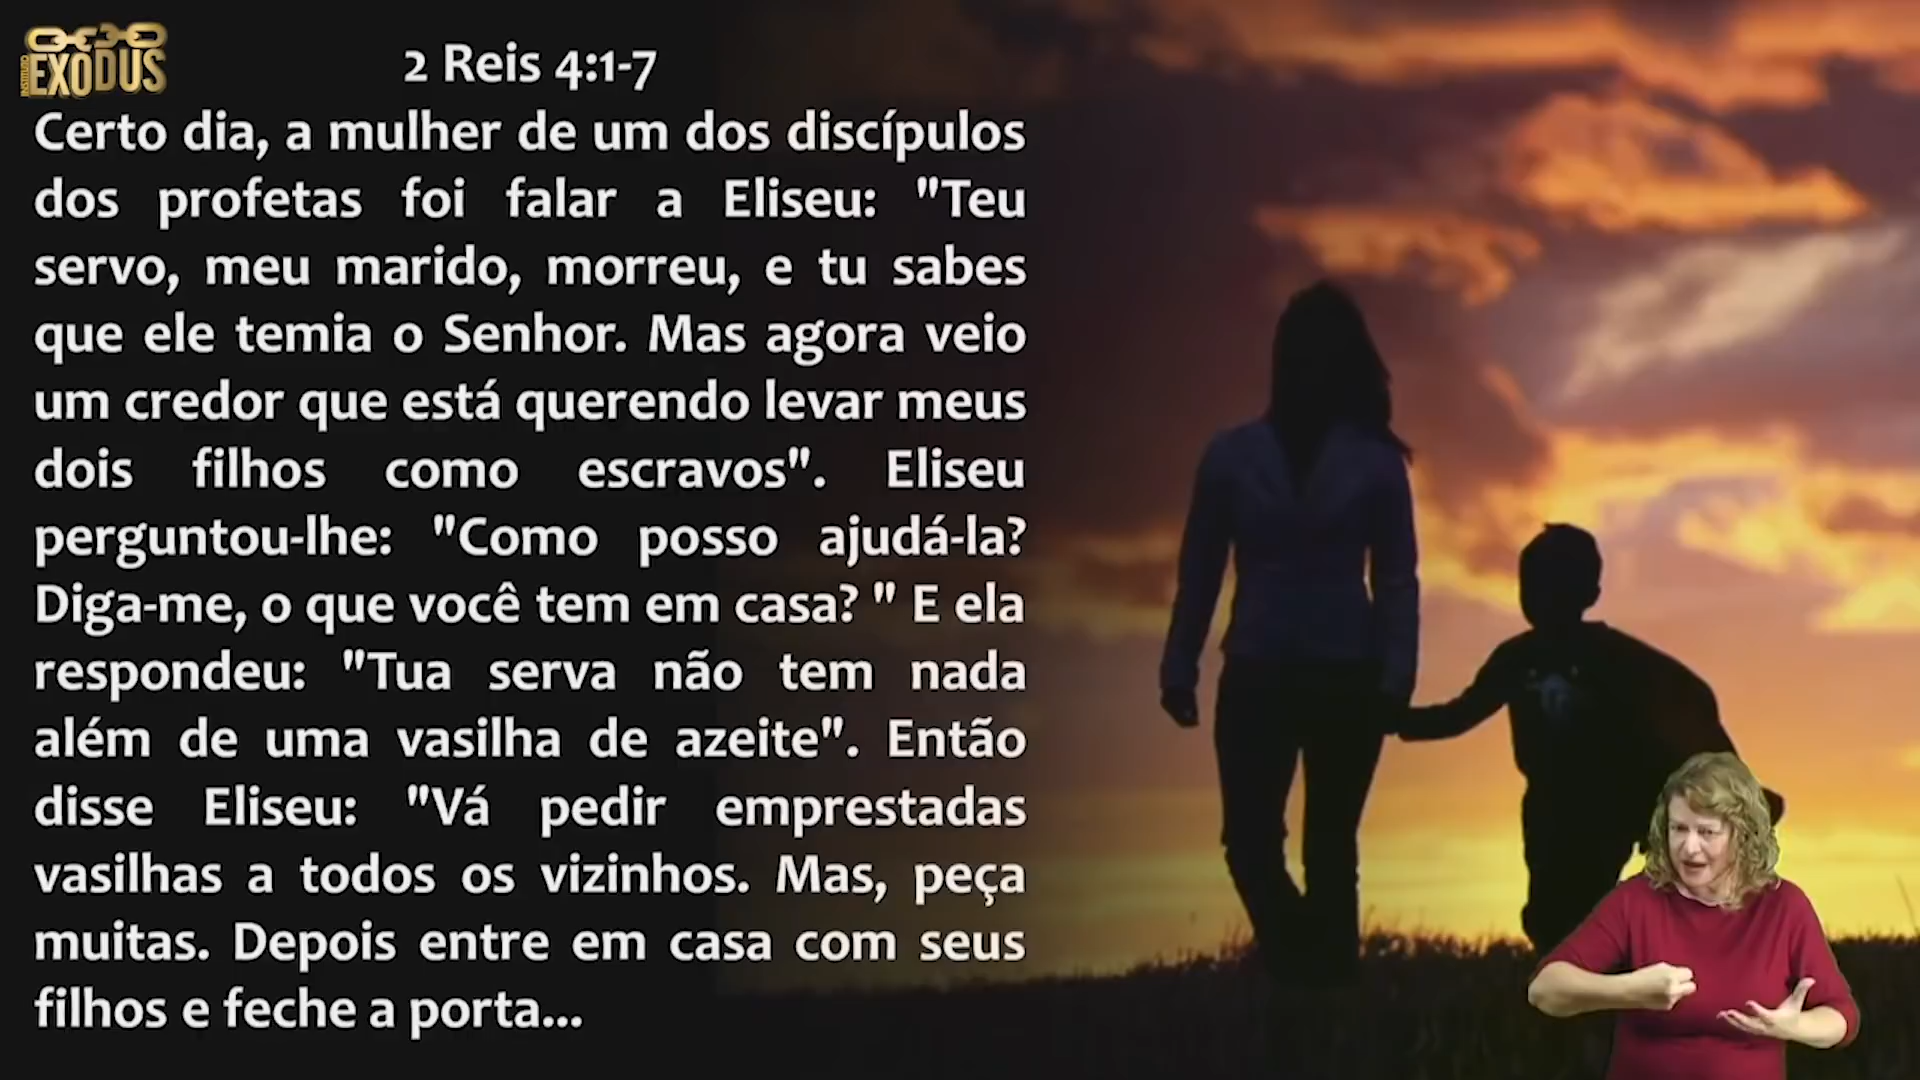 INSTITUTO
EXODUS
2 Reis 4:1-7
Certo dia, a mulher de um dos discípulos
dos profetas foi falar a Eliseu: "Teu
servo, meu marido, morreu, e tu sabes
que ele temia o Senhor. Mas agora veio
um credor que está querendo levar meus
dois filhos como escravos". Eliseu
perguntou-lhe: "Como posso ajudá-la?
Diga-me, o que você tem em casa? " E ela
respondeu: "Tua serva não tem nada
além de uma vasilha de azeite". Então
disse Eliseu: "Vá pedir emprestadas
vasilhas a todos os vizinhos. Mas, peça
muitas. Depois entre em casa com seus
filhos e feche a porta...